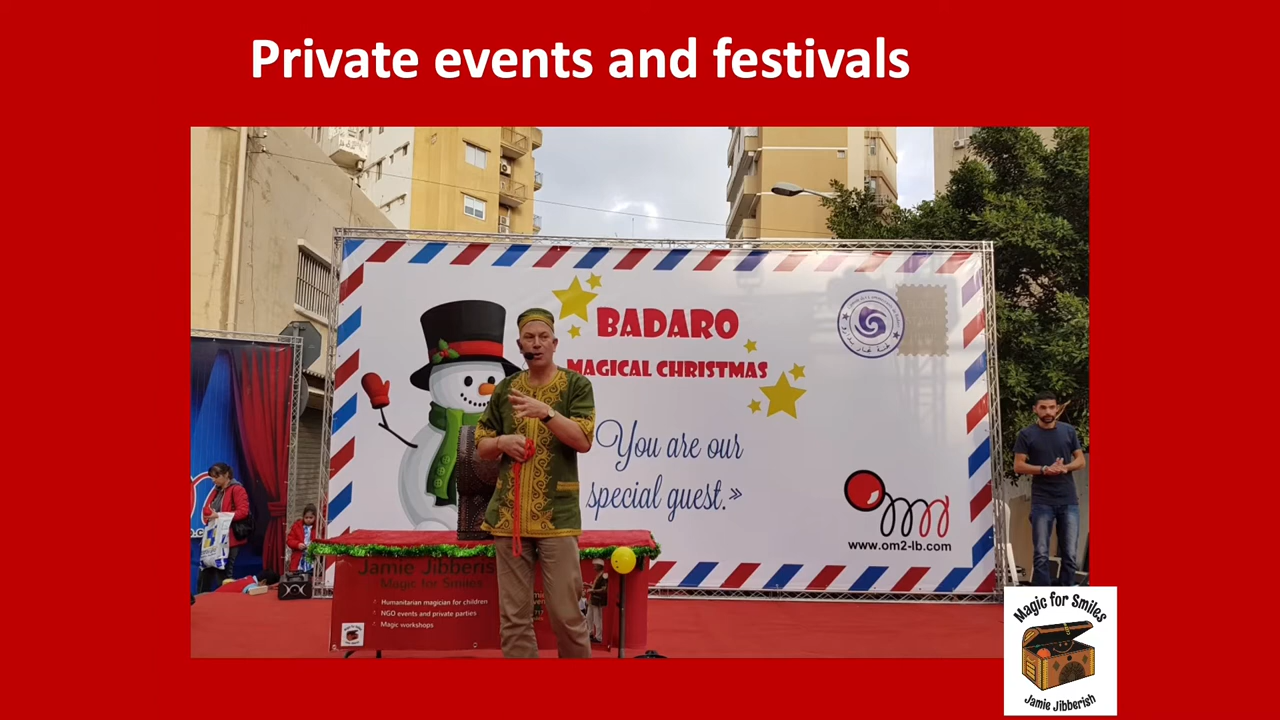 Private events and festivals
BADARO
MAGICAL CHRISTMAS
You are our
special guest.»
www.om2-lb.com
Jamie Jibberis
Magic for Smiles
Humanitarian magician for children
NGO events and private parties
Magic workshops
Magic for Smiles
Jamie Jibberish